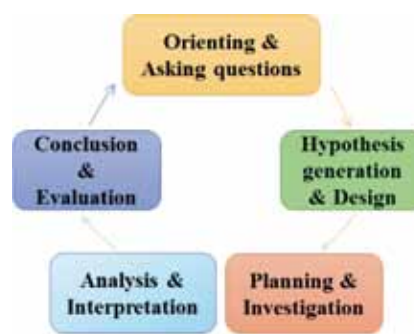 Orienting &
Asking questions
Hypothesis
generation
& Design
Planning &
Investigation
Analysis &
Interpretation
Conclusion
&
Evaluation